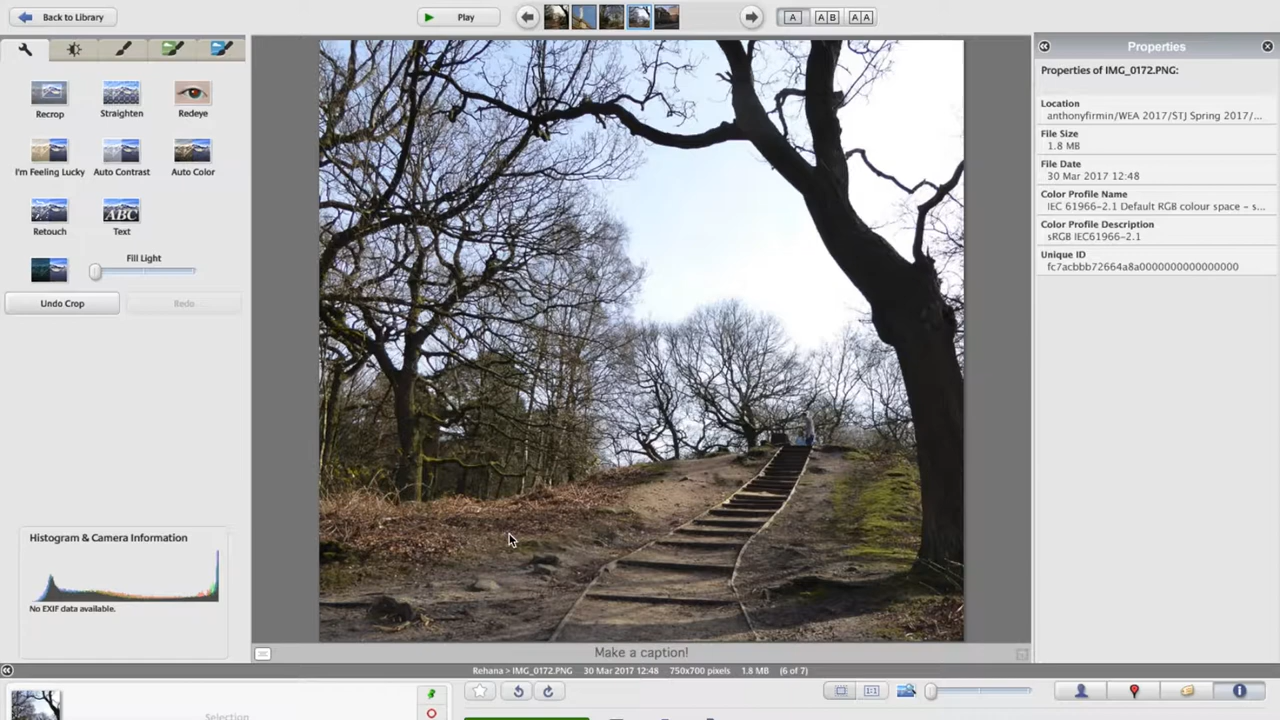 Back to Library
Play
A
AB
AA
Recrop
Straighten
Redeye
I'm Feeling Lucky
Auto Contrast
Auto Color
Retouch
ABC
Text
Fill Light
Undo Crop
Redo
Histogram & Camera Information
No EXIF data available.
Make a caption!
Rehana > IMG_0172.PNG 30 Mar 2017 12:48 750x700 pixels 1.8 MB (6 of 7)
Selection
1:1
Properties
Properties of IMG_0172.PNG:
Location
anthonyfirmin/WEA 2017/STJ Spring 2017/...
File Size
1.8 MB
File Date
30 Mar 2017 12:48
Color Profile Name
IEC 61966-2.1 Default RGB colour space - s...
Color Profile Description
sRGB IEC61966-2.1
Unique ID
fc7acbbb72664a8a0000000000000000